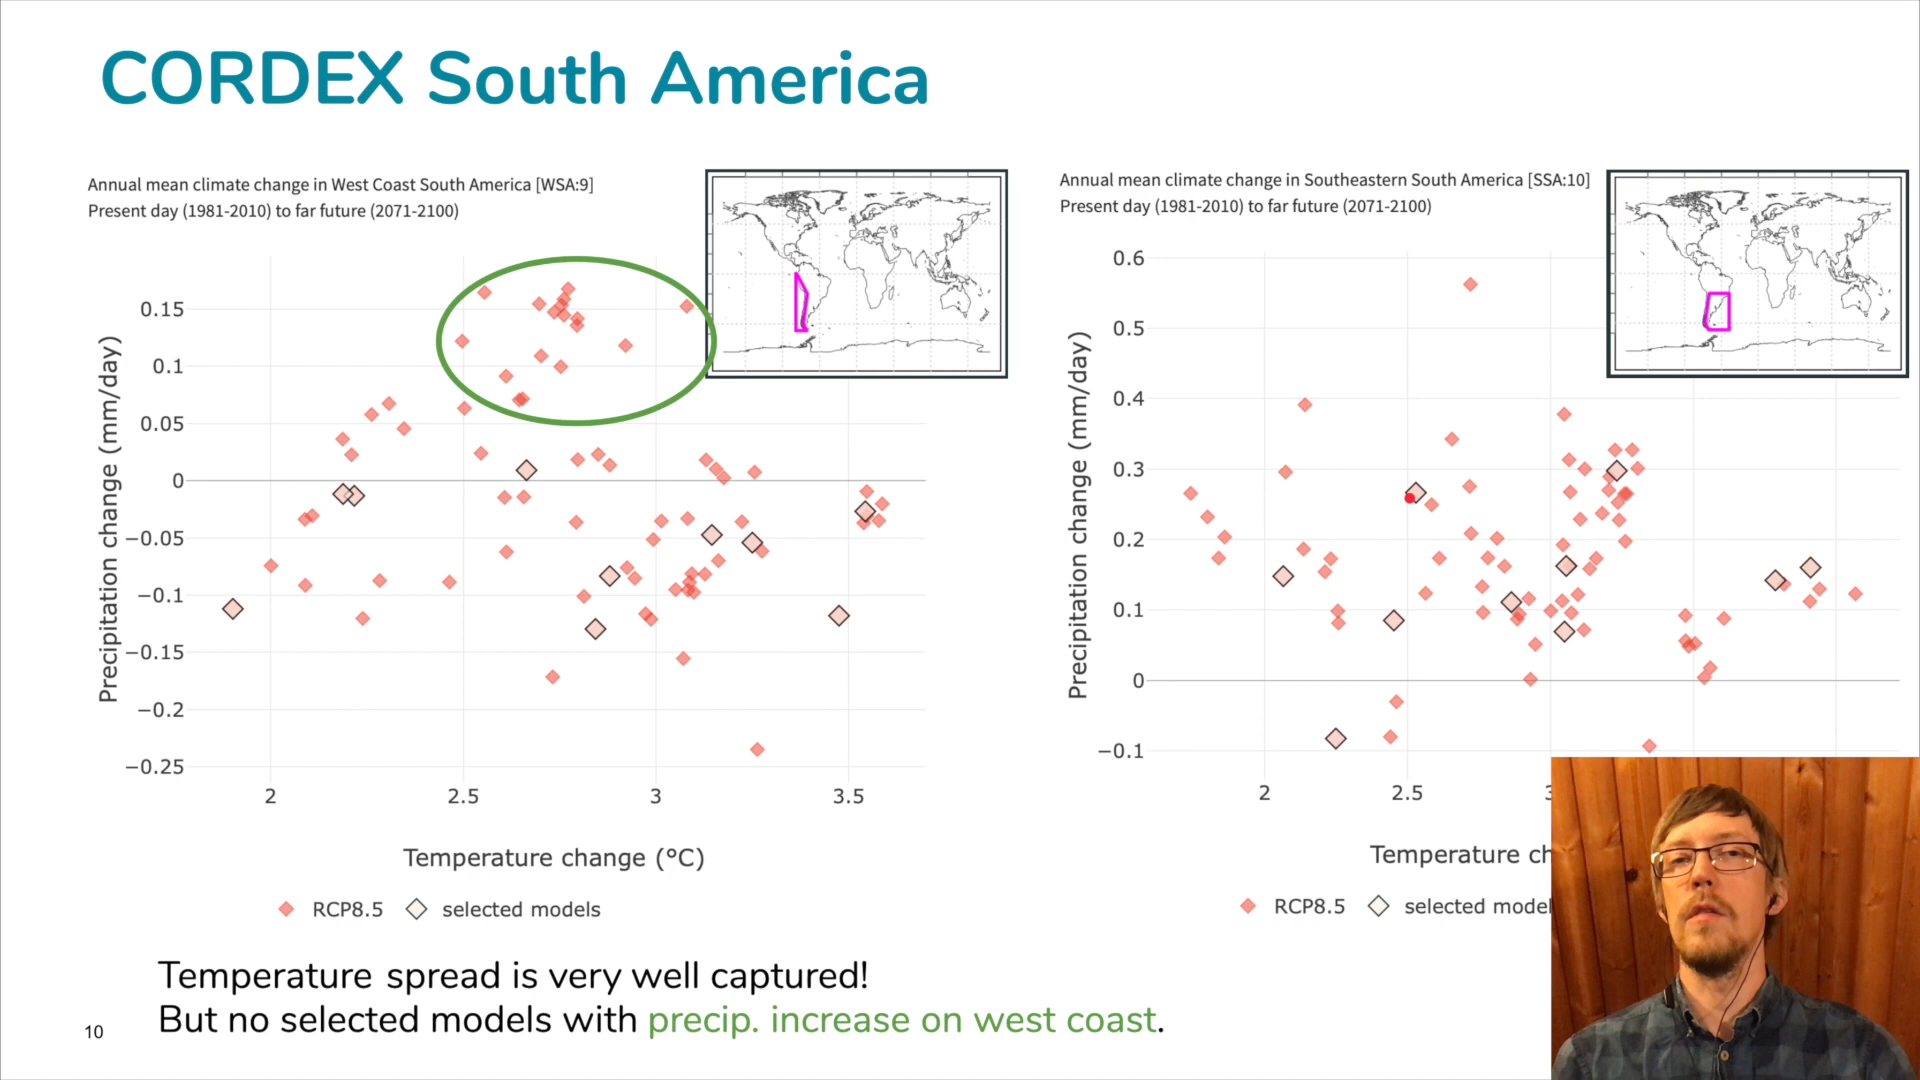 CORDEX South America
Annual mean climate change in West Coast South America [WSA:9]
Present day (1981-2010) to far future (2071-2100)
Precipitation change (mm/day)
0.15
0.1
0.05
0
−0.05
−0.1
−0.15
−0.2
−0.25
2
2.5
3
3.5
Temperature change (°C)
RCP8.5
selected models
Annual mean climate change in Southeastern South America [SSA:10]
Present day (1981-2010) to far future (2071-2100)
Precipitation change (mm/day)
0.6
0.5
0.4
0.3
0.2
0.1
0
−0.1
2
2.5
Temperature ch
RCP8.5
selected model
Temperature spread is very well captured!
But no selected models with precip. increase on west coast.
10